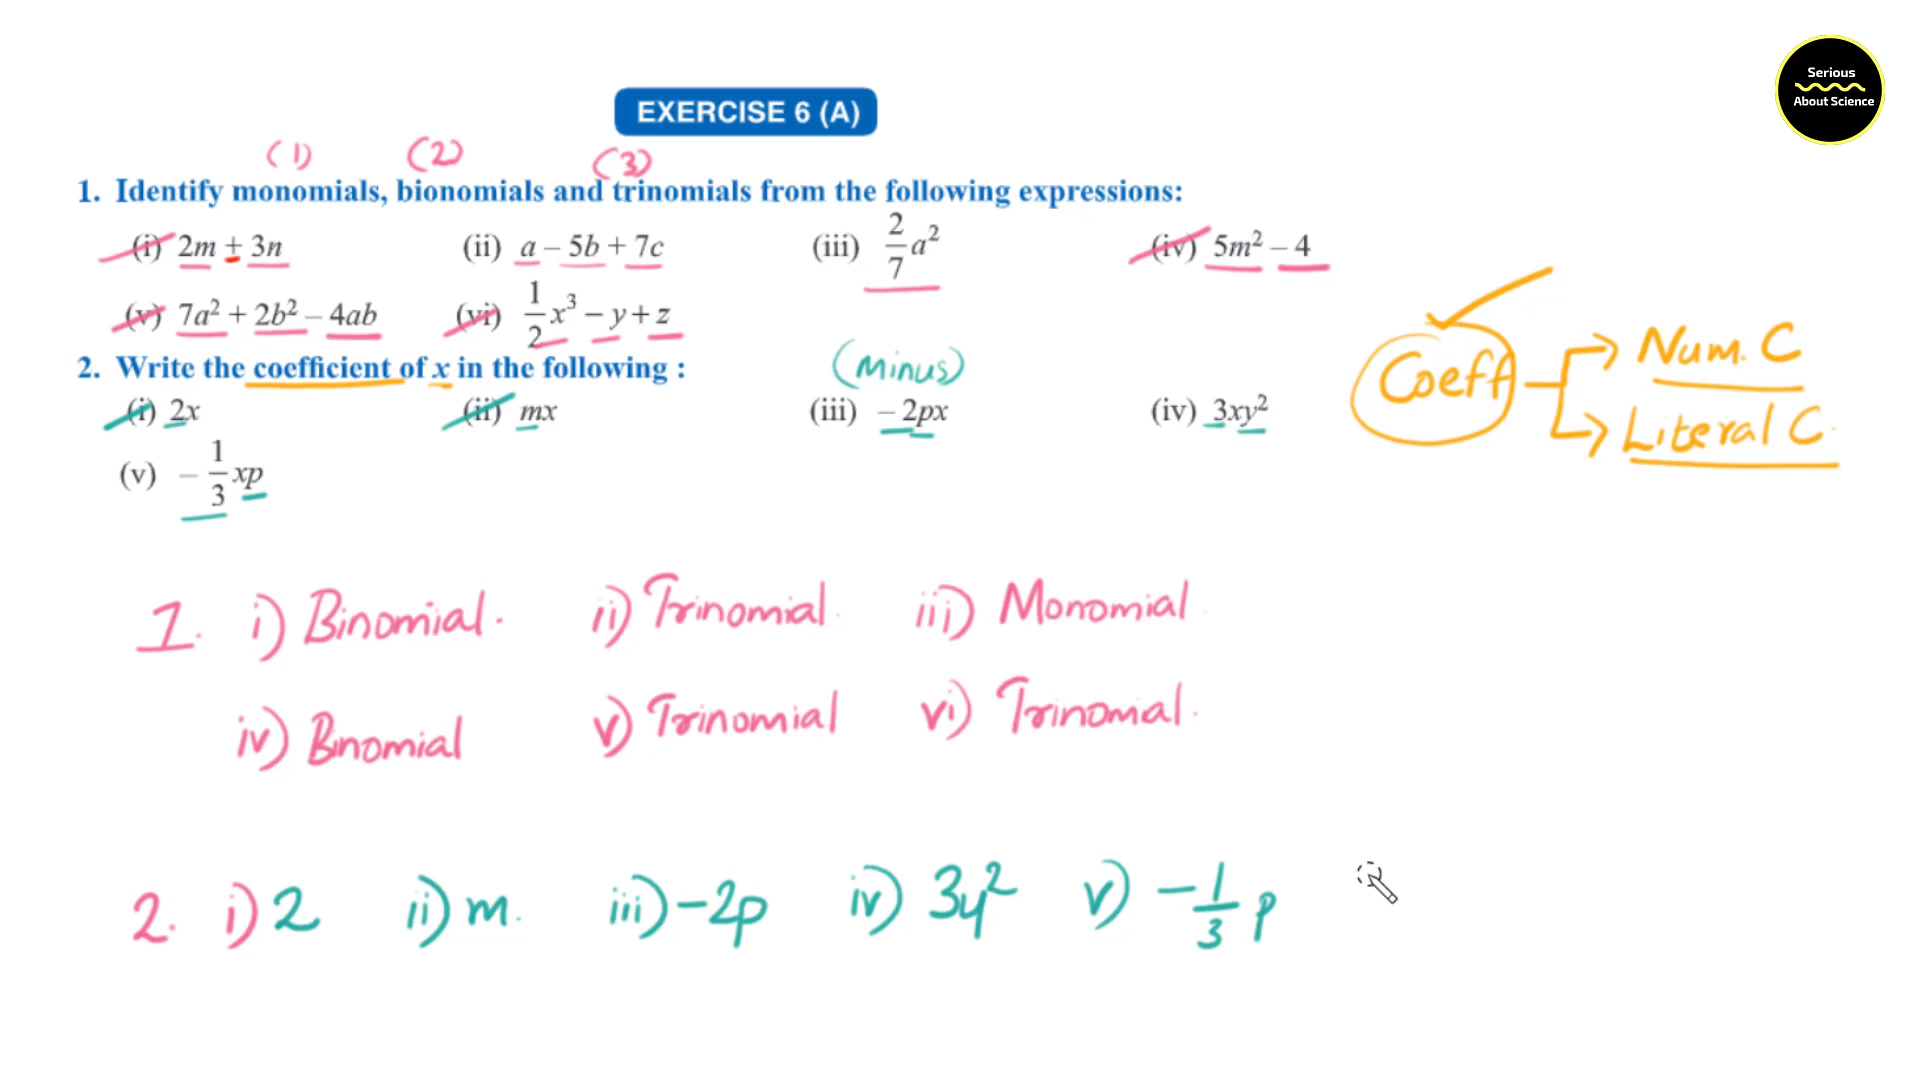 Serious
About Science
EXERCISE 6 (A)
(1) (2) (3)
1. Identify monomials, bionomials and trinomials from the following expressions:
(i) 2m + 3n (ii) a – 5b + 7c (iii) 2/7 a² (iv) 5m² – 4
(v) 7a² + 2b² – 4ab (vi) 1/2 x³ – y + z
Coeff → Num. C
→ Literal C.
(Minus)
2. Write the coefficient of x in the following :
(i) 2x (ii) mx (iii) – 2px (iv) 3xy²
(v) – 1/3 xp
1. i) Binomial. ii) Trinomial. iii) Monomial.
iv) Binomial v) Trinomial vi) Trinomal.
2. i) 2 ii) m. iii) -2p iv) 3y² v) -1/3 p